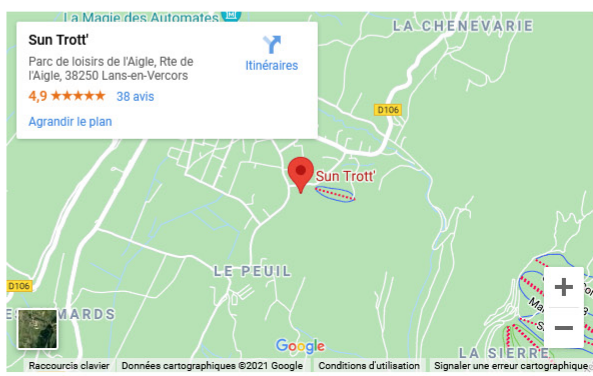 La Magie des Automates
LA CHENEVARIE
Sun Trott'
Parc de loisirs de l'Aigle, Rte de
l'Aigle, 38250 Lans-en-Vercors
4,9 ★★★★★ 38 avis
Agrandir le plan
Itinéraires
D106
Sun Trott'
LE PEUIL
D106
MARDS
LA SIERRE
Google
Raccourcis clavier
Données cartographiques ©2021 Google
Conditions d'utilisation
Signaler une erreur cartographique